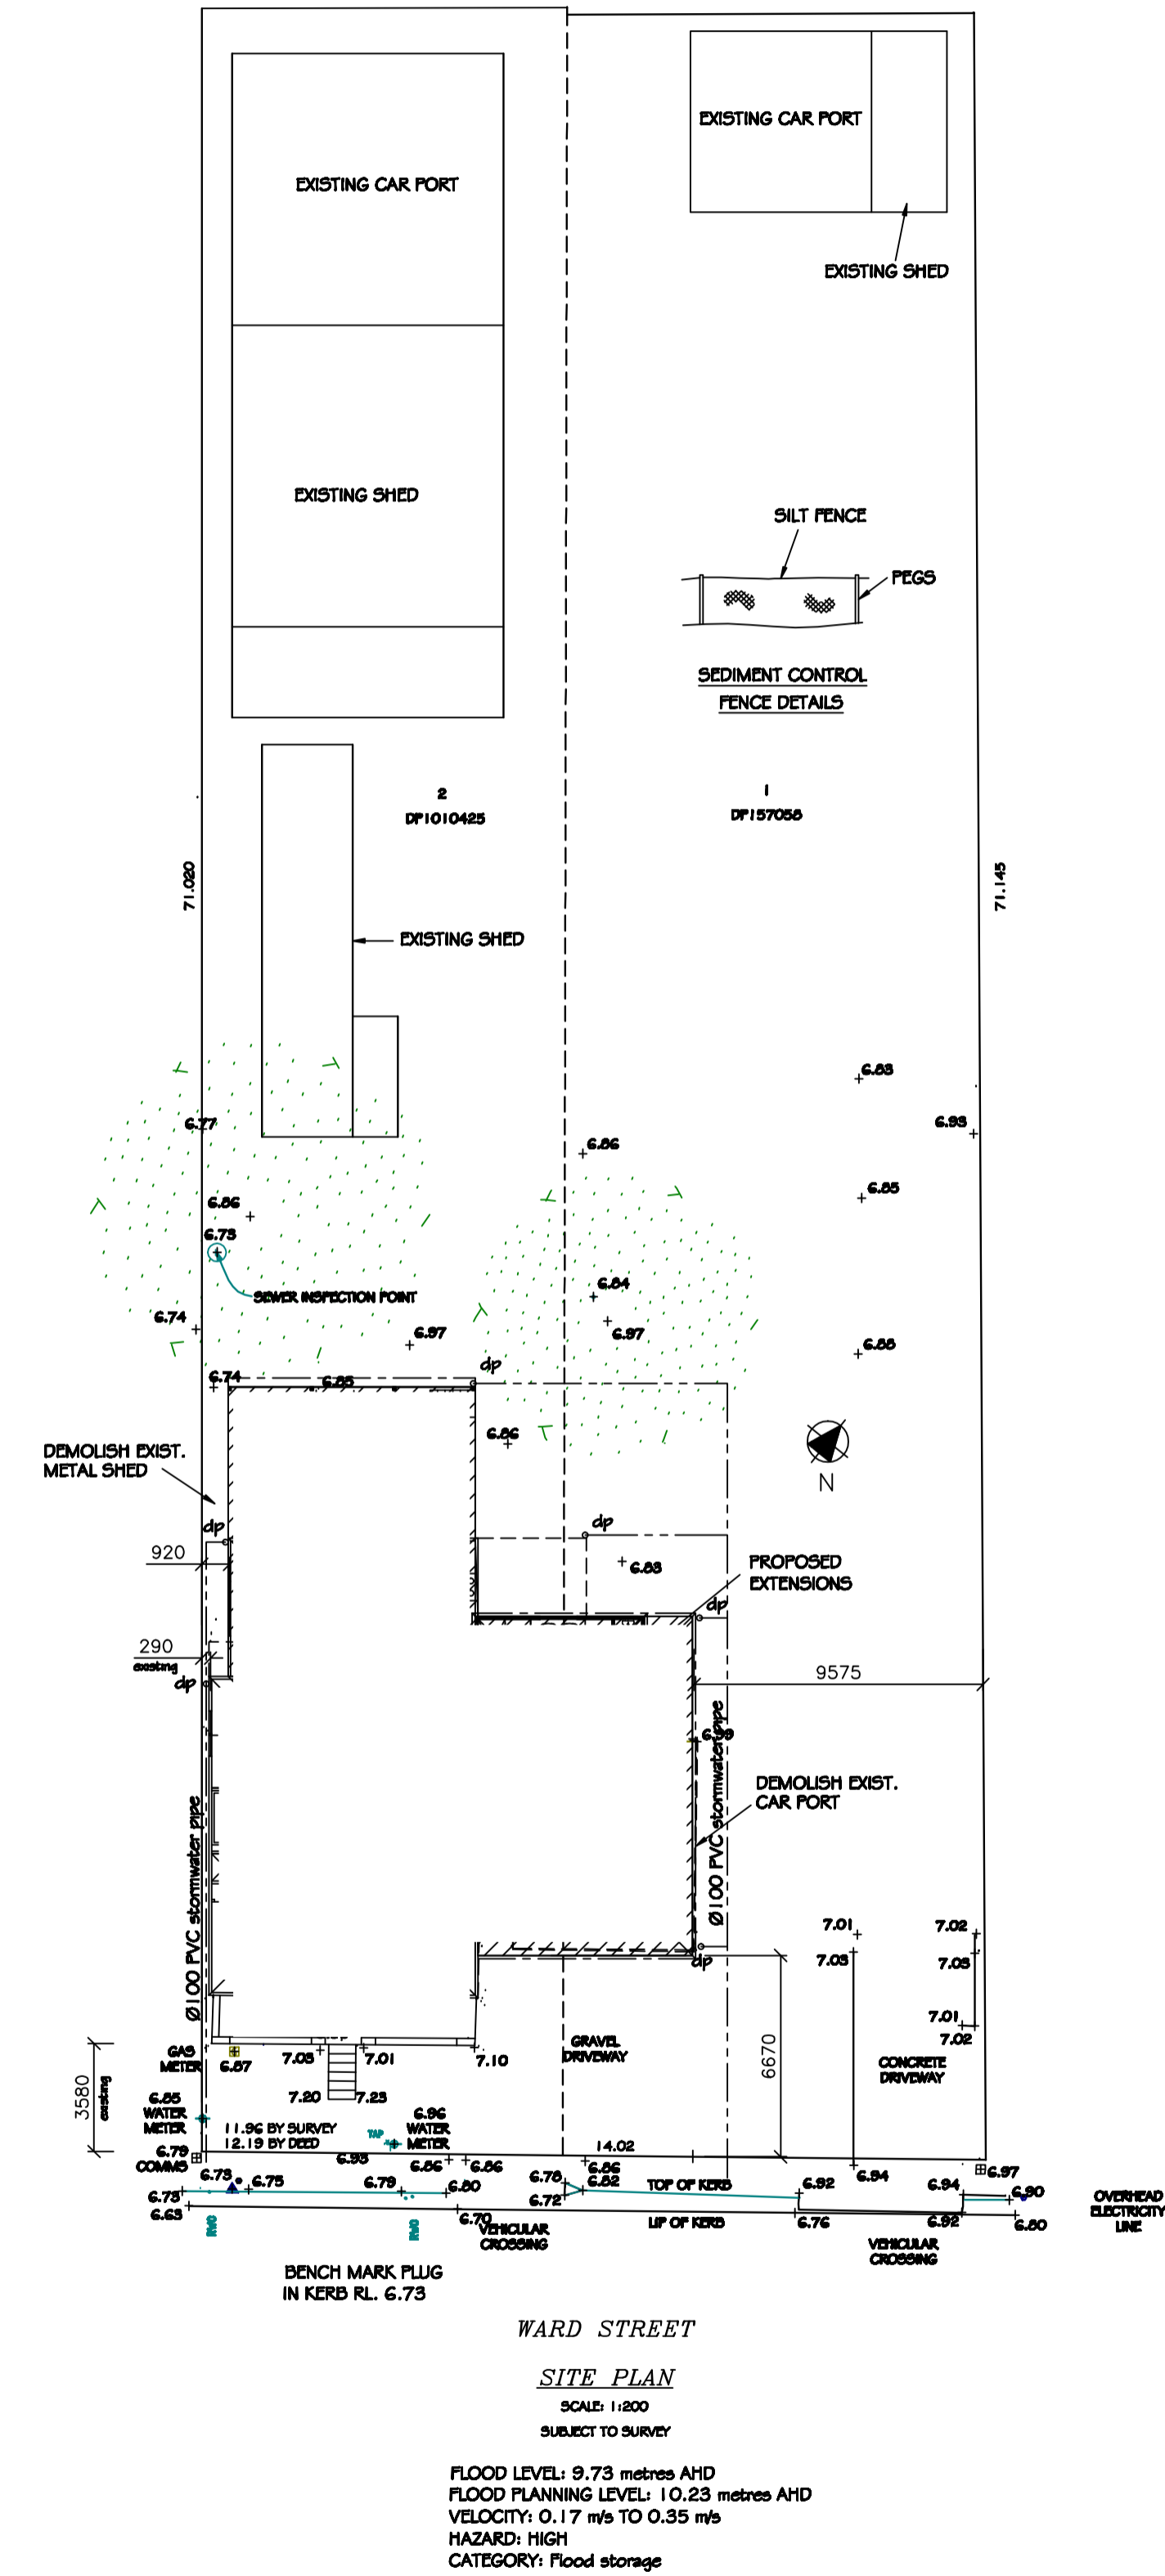 EXISTING CAR PORT
EXISTING CAR PORT
EXISTING SHED
EXISTING SHED
SILT FENCE
PEGS
SEDIMENT CONTROL
FENCE DETAILS
2
DP1010425
1
DP157058
71.020
71.145
EXISTING SHED
6.83
6.77
6.93
6.86
6.85
6.86
6.73
SEWER INSPECTION POINT
6.84
6.74
6.97
6.97
6.88
dp
6.74
6.85
6.86
DEMOLISH EXIST.
METAL SHED
N
dp
dp
920
6.83
PROPOSED
EXTENSIONS
dp
290
existing
dp
9575
6.99
Ø100 PVC stormwater pipe
DEMOLISH EXIST.
CAR PORT
Ø100 PVC stormwater pipe
7.01
7.02
dp
7.03
7.03
7.01
7.02
GAS
METER
6.87
7.03
7.01
7.10
GRAVEL
DRIVEWAY
6670
CONCRETE
DRIVEWAY
3580
existing
7.20
7.23
6.85
WATER
METER
11.96 BY SURVEY
12.19 BY DEED
TAP
6.96
WATER
METER
14.02
6.79
COMMS
6.93
6.86
6.86
6.86
6.94
6.97
6.73
6.75
6.79
6.80
6.78
6.82
TOP OF KERB
6.92
6.94
6.90
6.73
6.63
6.72
6.70
LIP OF KERB
6.76
6.92
6.80
OVERHEAD
ELECTRICITY
LINE
RWO
RWO
VEHICULAR
CROSSING
VEHICULAR
CROSSING
BENCH MARK PLUG
IN KERB RL. 6.73
WARD STREET
SITE PLAN
SCALE: 1:200
SUBJECT TO SURVEY
FLOOD LEVEL: 9.73 metres AHD
FLOOD PLANNING LEVEL: 10.23 metres AHD
VELOCITY: 0.17 m/s TO 0.35 m/s
HAZARD: HIGH
CATEGORY: Flood storage